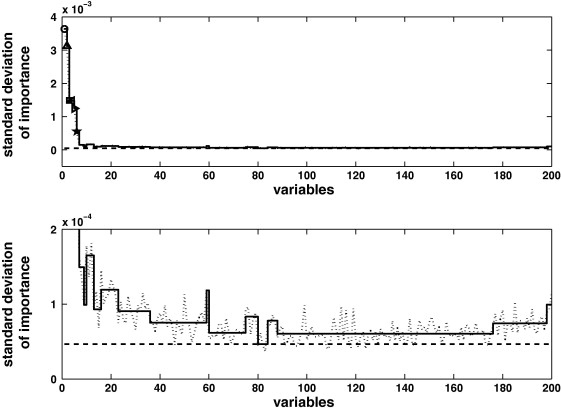 x 10⁻³
4
3
2
1
0
standard deviation
of importance
0 20 40 60 80 100 120 140 160 180 200
variables
x 10⁻⁴
2
1
0
standard deviation
of importance
0 20 40 60 80 100 120 140 160 180 200
variables